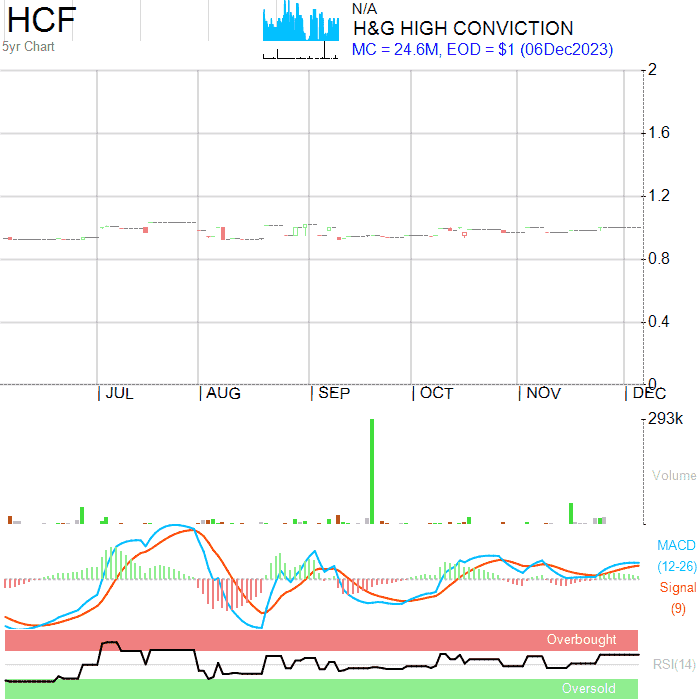 HCF
N/A
H&G HIGH CONVICTION
5yr Chart
MC = 24.6M, EOD = $1 (06Dec2023)
2
1.6
1.2
0.8
0.4
0
JUL AUG SEP OCT NOV DEC
293k
Volume
MACD
(12-26)
Signal
(9)
Overbought
RSI(14)
Oversold